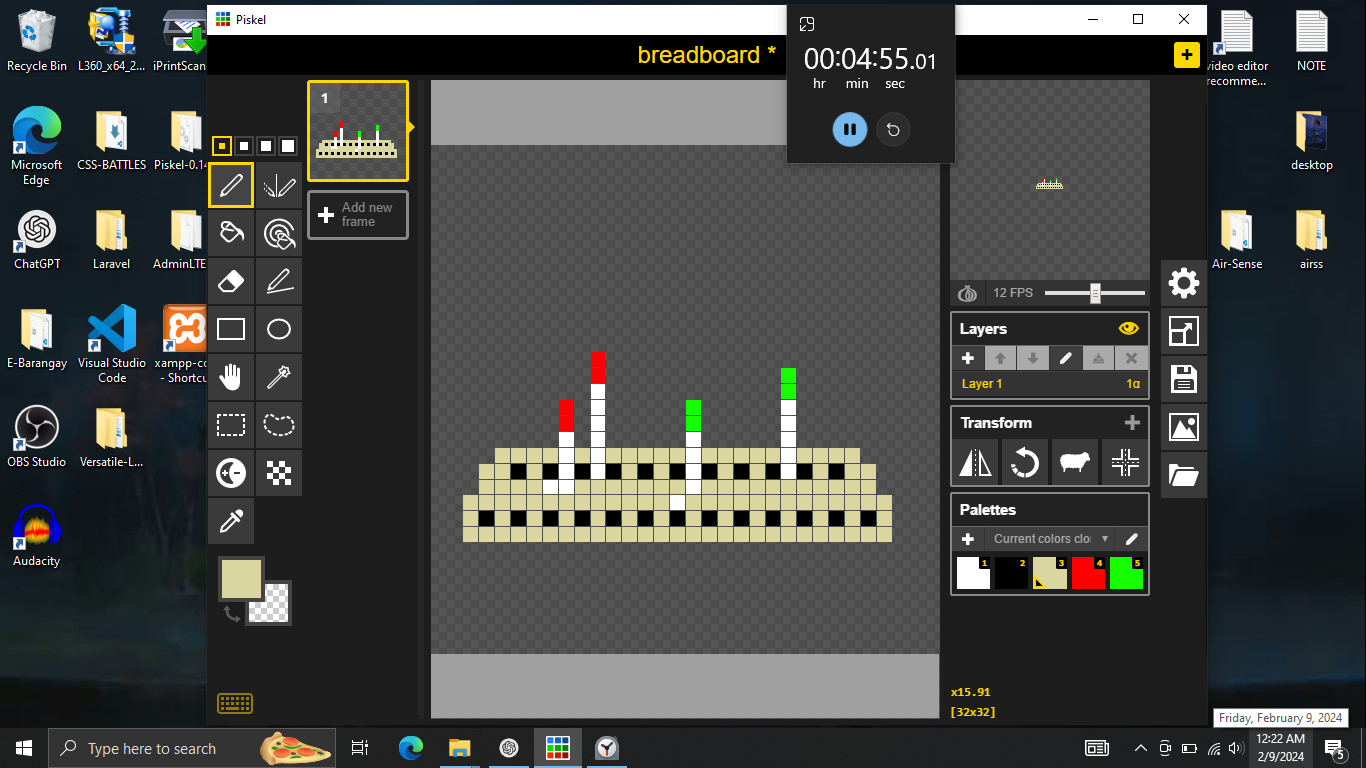 Recycle Bin
L360_x64_2...
iPrintScan
Microsoft
Edge
CSS-BATTLES
Piskel-0.14
ChatGPT
Laravel
AdminLTE
E-Barangay
Visual Studio
Code
xampp-co
- Shortcu
OBS Studio
Versatile-L...
Audacity
Piskel
breadboard *
+
00:04:55.01
hr
min
sec
1
+ Add new
frame
12 FPS
Layers
Layer 1
1α
Transform
Palettes
Current colors clo
1
2
3
4
5
x15.91
[32x32]
video editor
recomme...
NOTE
desktop
Air-Sense
airss
Friday, February 9, 2024
Type here to search
12:22 AM
2/9/2024
5